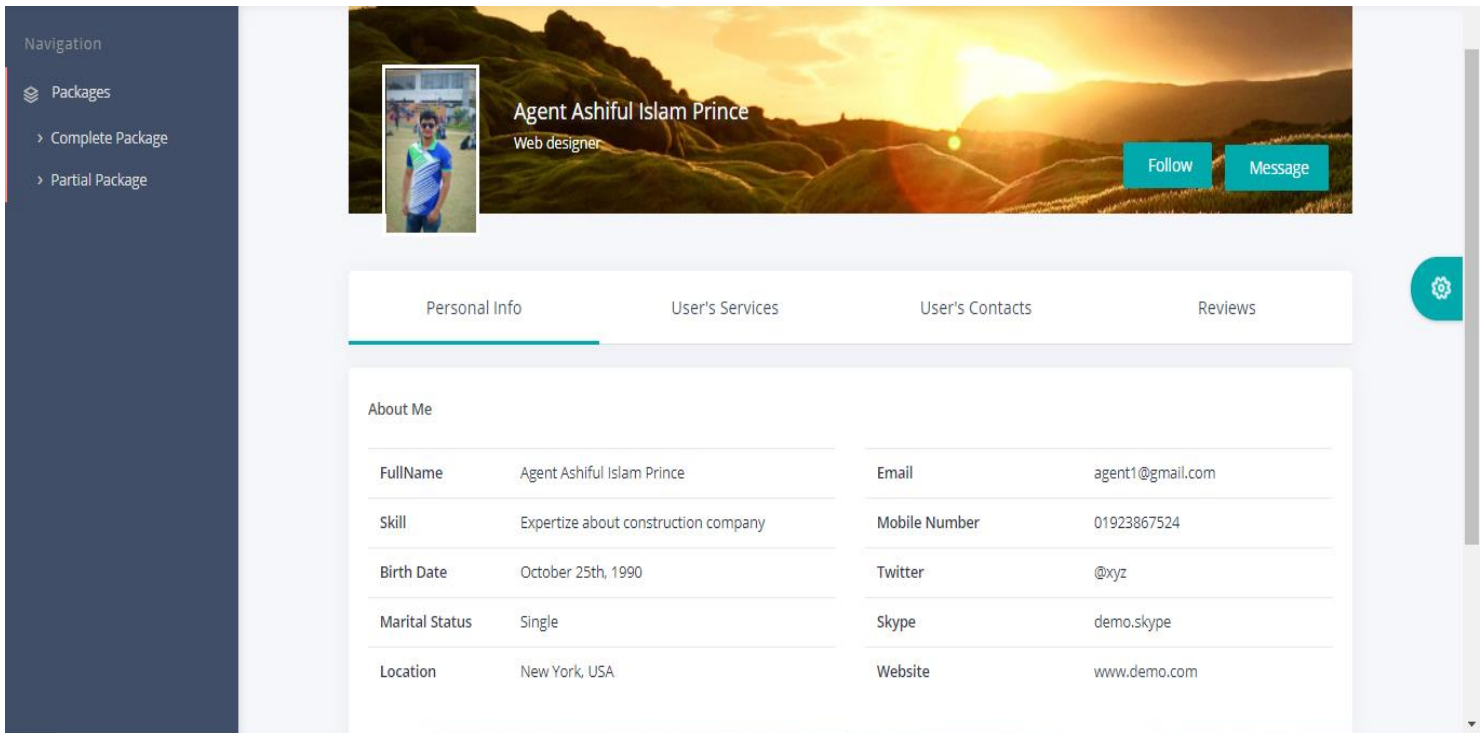 Navigation
Packages
Complete Package
Partial Package
Agent Ashiful Islam Prince
Web designer
Follow
Message
Personal Info
User's Services
User's Contacts
Reviews
About Me
FullName Agent Ashiful Islam Prince
Skill Expertize about construction company
Birth Date October 25th, 1990
Marital Status Single
Location New York, USA
Email agent1@gmail.com
Mobile Number 01923867524
Twitter @xyz
Skype demo.skype
Website www.demo.com